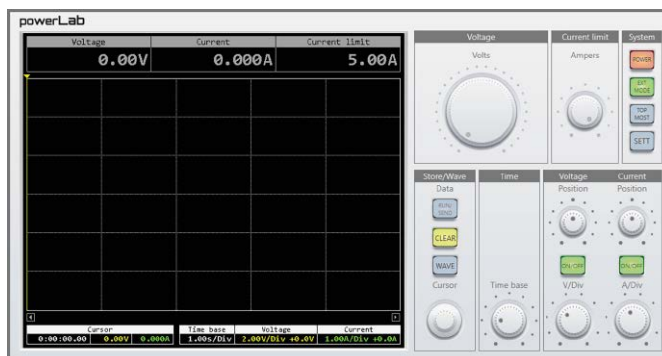 powerLab
Voltage Current Current limit
0.00V 0.000A 5.00A
Cursor Time base Voltage Current
0:00:00.00 0.00V 0.000A 1.00s/Div 2.00V/Div +0.0V 1.00A/Div +0.0A
Voltage Current limit System
Volts Ampers
POWER
EXT. MODE
TOP MOST
SETT
Store/Wave Time Voltage Current
Data Position Position
RUN/
SEND
CLEAR
WAVE ON/OFF ON/OFF
Cursor Time base V/Div A/Div